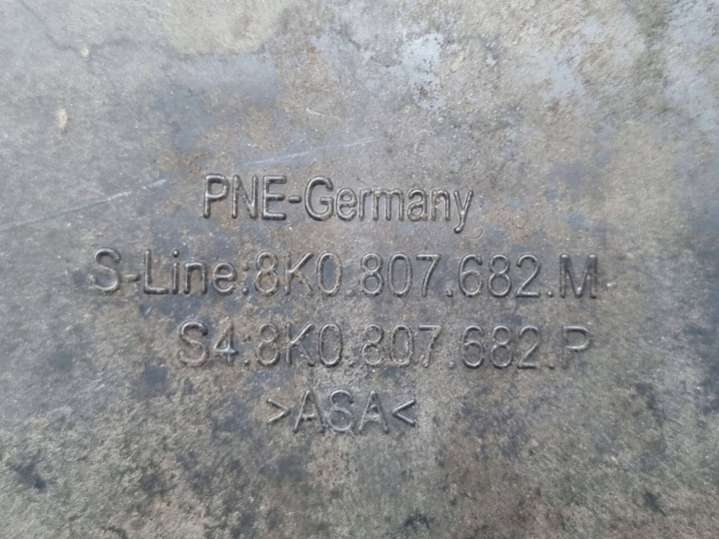 PNE-Germany
S-Line:8K0.807.682.M
S4:8K0.807.682.P
>ASA<